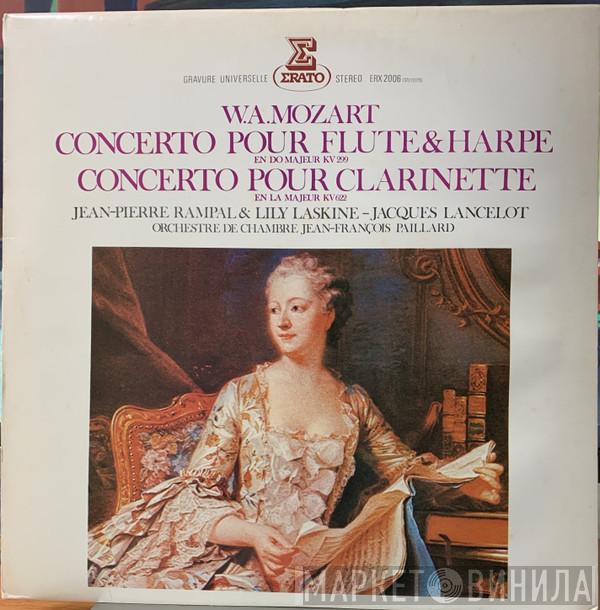 ERATO
GRAVURE UNIVERSELLE STEREO ERX 2006
W.A.MOZART
CONCERTO POUR FLUTE&HARPE
EN DO MAJEUR KV 299
CONCERTO POUR CLARINETTE
EN LA MAJEUR KV 622
JEAN-PIERRE RAMPAL & LILY LASKINE - JACQUES LANCELOT
ORCHESTRE DE CHAMBRE JEAN-FRANÇOIS PAILLARD
МАРКЕТ ВИНИЛА